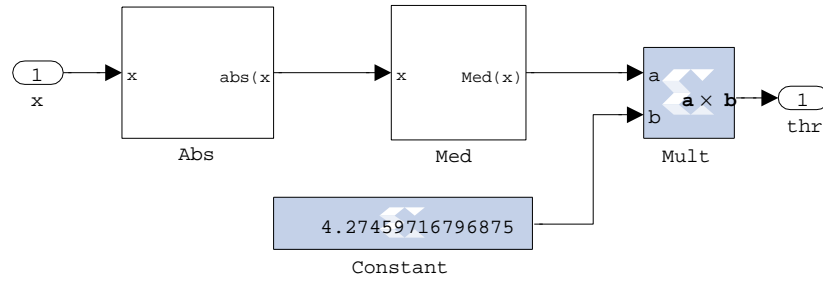 1
x
x
abs(x
Abs
x
Med(x)
Med
a
b
a × b
Mult
1
thr
4.27459716796875
Constant